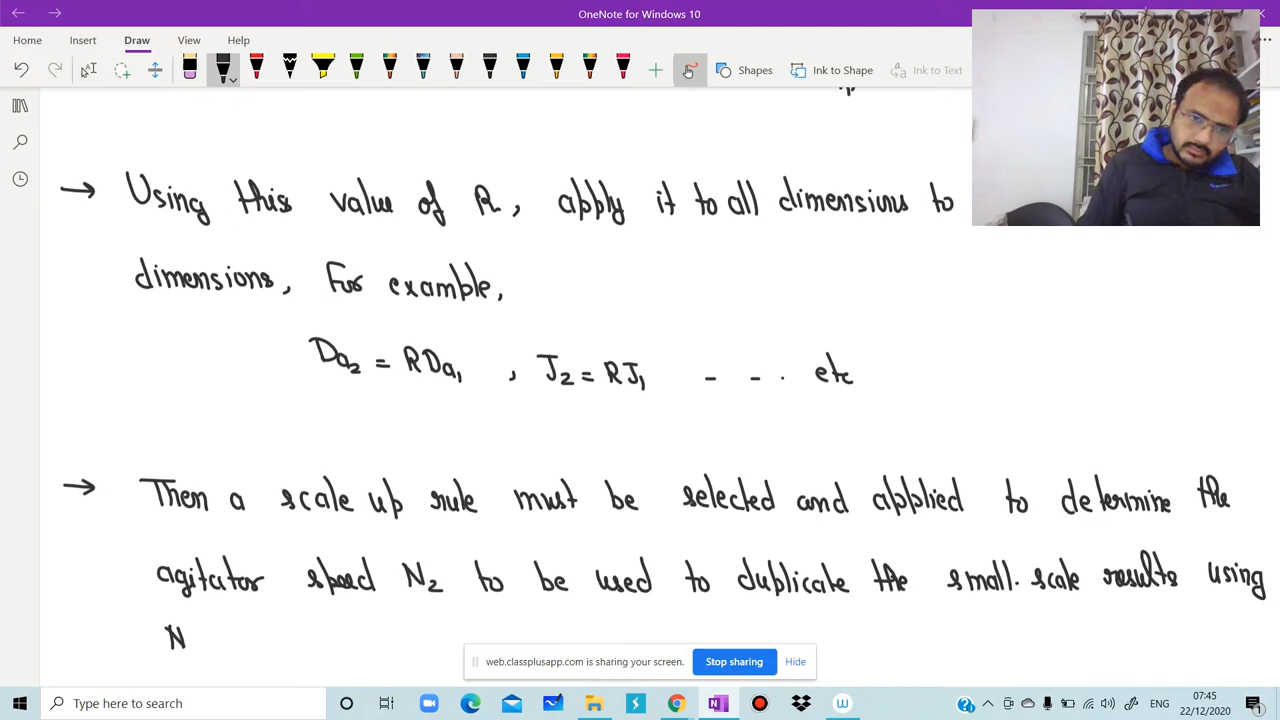 OneNote for Windows 10
Home Insert Draw View Help
Shapes Ink to Shape Ink to Text
→ Using this value of R, apply it to all dimensions to
dimensions, For example,
Da2 = RDa1 , J2 = RJ1 - - . etc
→ Then a scale up rule must be selected and applied to determine the
agitator speed N2 to be used to duplicate the small-scale results using
N
web.classplusapp.com is sharing your screen. Stop sharing Hide
Type here to search
ENG
07:45
22/12/2020